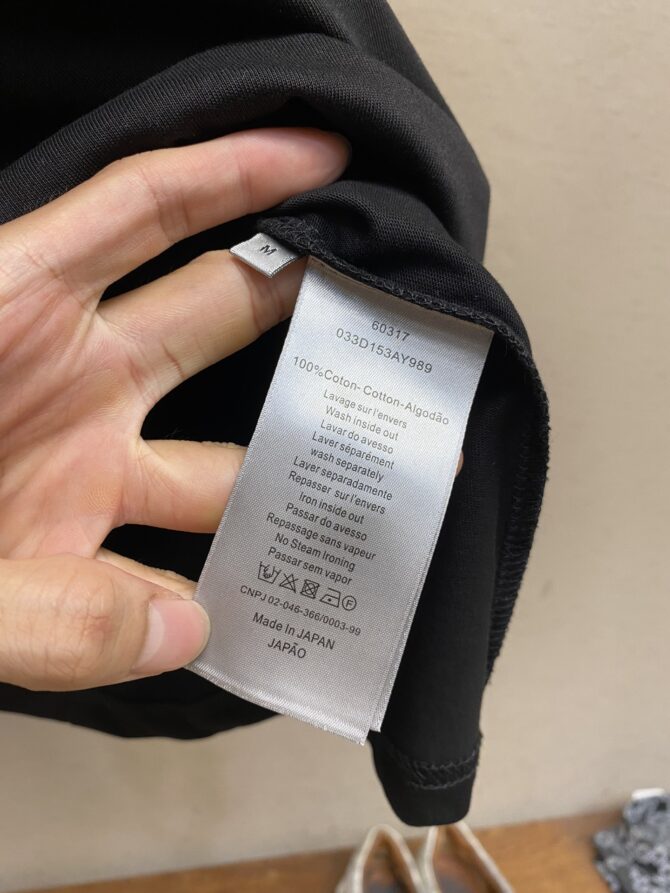 M
60317
033D153AY989
100%Coton- Cotton-Algodão
Lavage sur l'envers
Wash inside out
Lavar do avesso
Laver séparément
wash separately
Laver separadamente
Repasser sur l'envers
Iron inside out
Passar do avesso
Repassage sans vapeur
No Steam Ironing
Passar sem vapor
CNPJ 02-046-366/0003-99
Made In JAPAN
JAPÃO